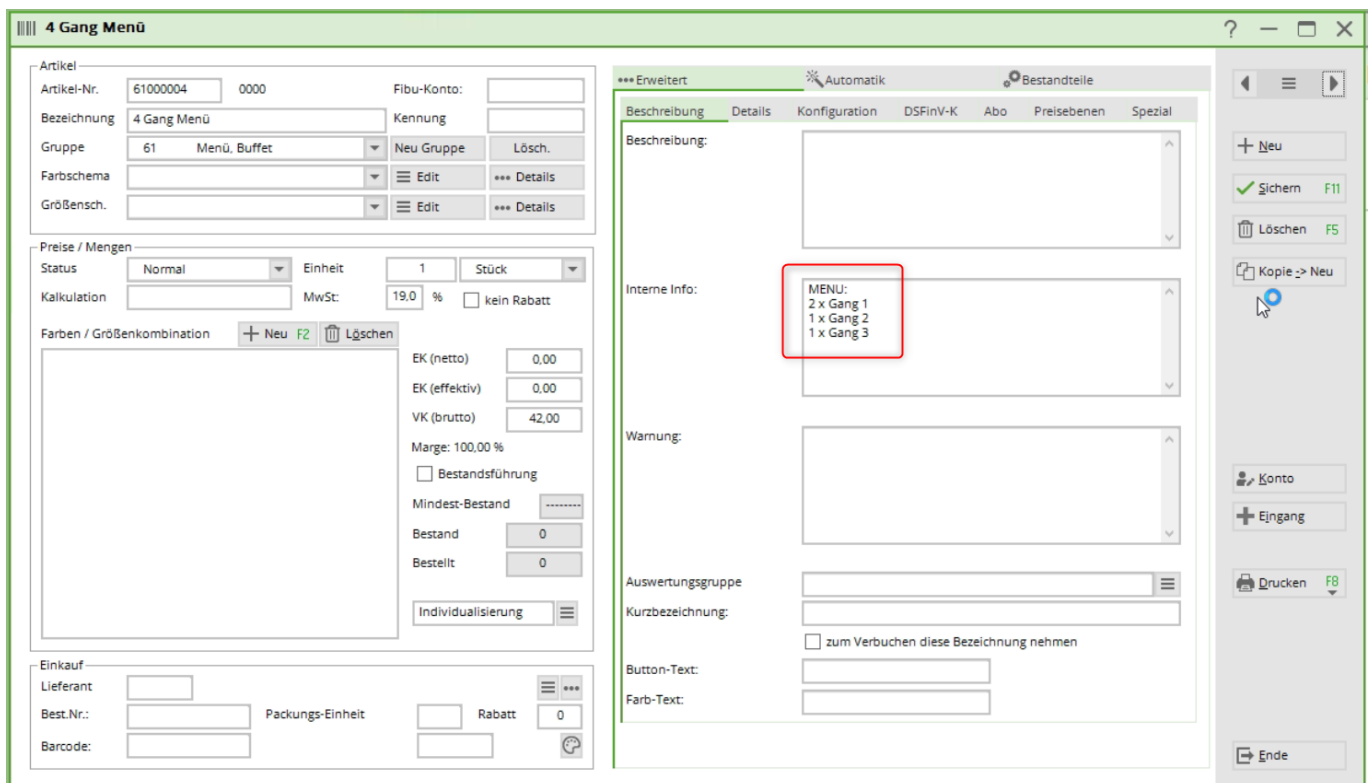 4 Gang Menü
Artikel
Artikel-Nr. 61000004 0000 Fibu-Konto:
Bezeichnung 4 Gang Menü Kennung
Gruppe 61 Menü, Buffet Neu Gruppe Lösch.
Farbschema Edit Details
Größensch. Edit Details
Preise / Mengen
Status Normal Einheit 1 Stück
Kalkulation MwSt: 19,0 % kein Rabatt
Farben / Größenkombination Neu F2 Löschen
EK (netto) 0,00
EK (effektiv) 0,00
VK (brutto) 42,00
Marge: 100,00 %
Bestandsführung
Mindest-Bestand --------
Bestand 0
Bestellt 0
Individualisierung
Einkauf
Lieferant
Best.Nr.: Packungs-Einheit Rabatt 0
Barcode:
Erweitert Automatik Bestandteile
Beschreibung Details Konfiguration DSFinV-K Abo Preisebenen Spezial
Beschreibung:
Interne Info:
MENU:
2 x Gang 1
1 x Gang 2
1 x Gang 3
Warnung:
Auswertungsgruppe
Kurzbezeichnung:
zum Verbuchen diese Bezeichnung nehmen
Button-Text:
Farb-Text:
Neu
Sichern F11
Löschen F5
Kopie -> Neu
Konto
Eingang
Drucken F8
Ende